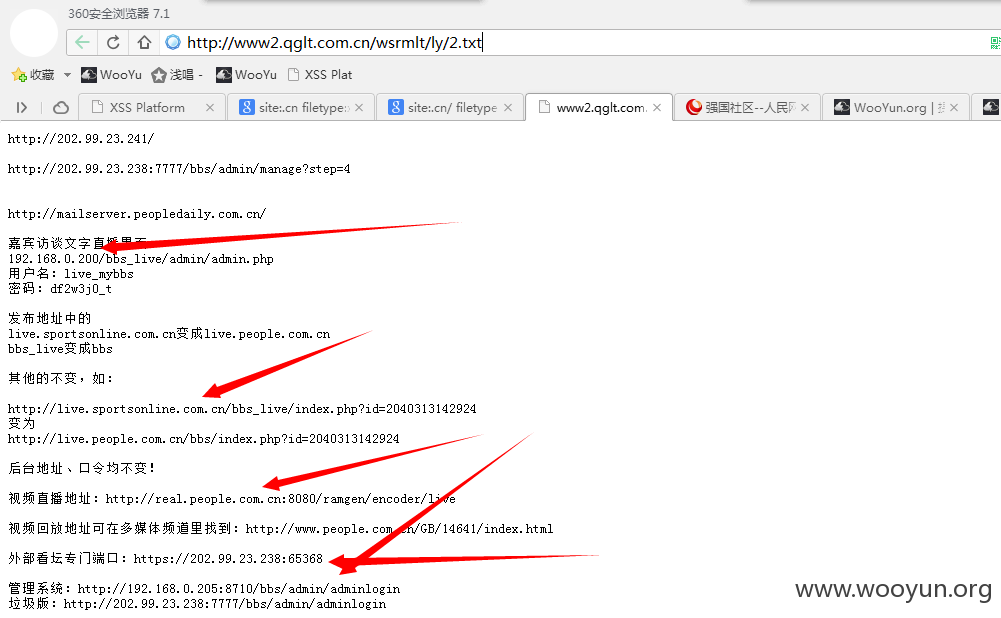 360安全浏览器 7.1
http://www2.qglt.com.cn/wsrmlt/ly/2.txt
收藏 WooYu 浅唱 - WooYu XSS Plat
XSS Platform site:.cn filetype: site:.cn/ filetype www2.qglt.com. 强国社区--人民网 WooYun.org |
http://202.99.23.241/
http://202.99.23.238:7777/bbs/admin/manage?step=4
http://mailserver.peopledaily.com.cn/
嘉宾访谈文字直播界面
192.168.0.200/bbs_live/admin/admin.php
用户名：live_mybbs
密码：df2w3j0_t
发布地址中的
live.sportsonline.com.cn变成live.people.com.cn
bbs_live变成bbs
其他的不变，如：
http://live.sportsonline.com.cn/bbs_live/index.php?id=2040313142924
变为
http://live.people.com.cn/bbs/index.php?id=2040313142924
后台地址、口令均不变！
视频直播地址：http://real.people.com.cn:8080/ramgen/encoder/live
视频回放地址可在多媒体频道里找到：http://www.people.com.cn/GB/14641/index.html
外部看坛专门端口：https://202.99.23.238:65368
管理系统：http://192.168.0.205:8710/bbs/admin/adminlogin
垃圾版：http://202.99.23.238:7777/bbs/admin/adminlogin
www.wooyun.org